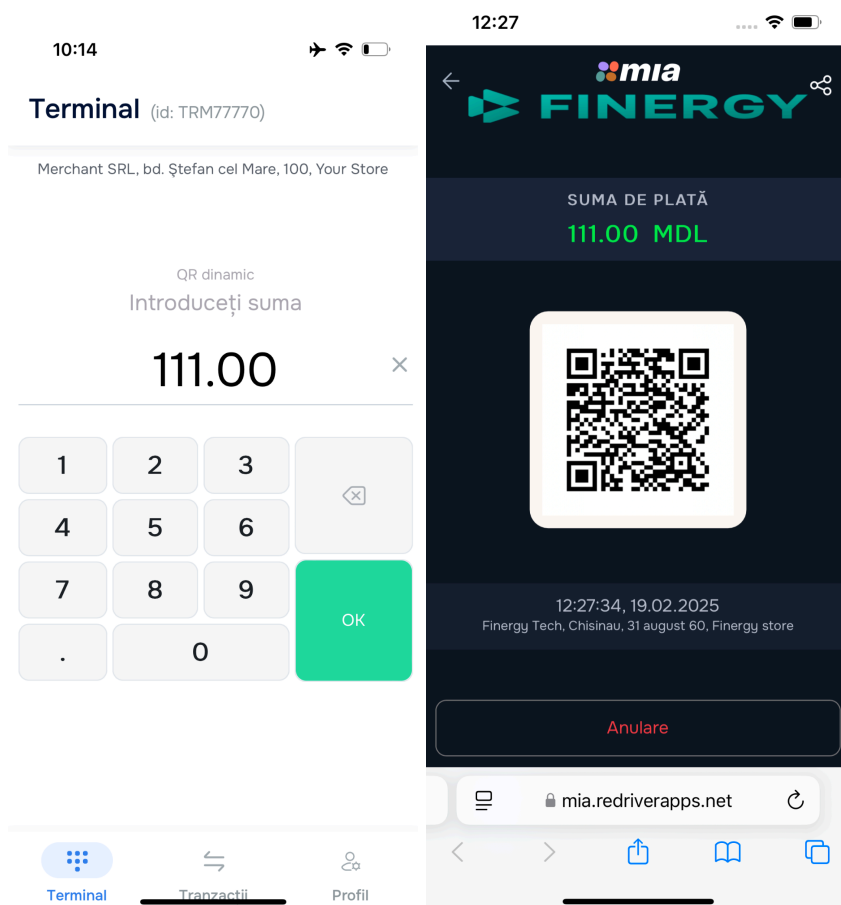 10:14
Terminal (id: TRM77770)
Merchant SRL, bd. Ştefan cel Mare, 100, Your Store
QR dinamic
Introduceți suma
111.00
1 2 3
4 5 6
7 8 9
OK
. 0
Terminal Tranzacții Profil
12:27
mia
FINERGY
SUMA DE PLATĂ
111.00 MDL
12:27:34, 19.02.2025
Finergy Tech, Chisinau, 31 august 60, Finergy store
Anulare
mia.redriverapps.net